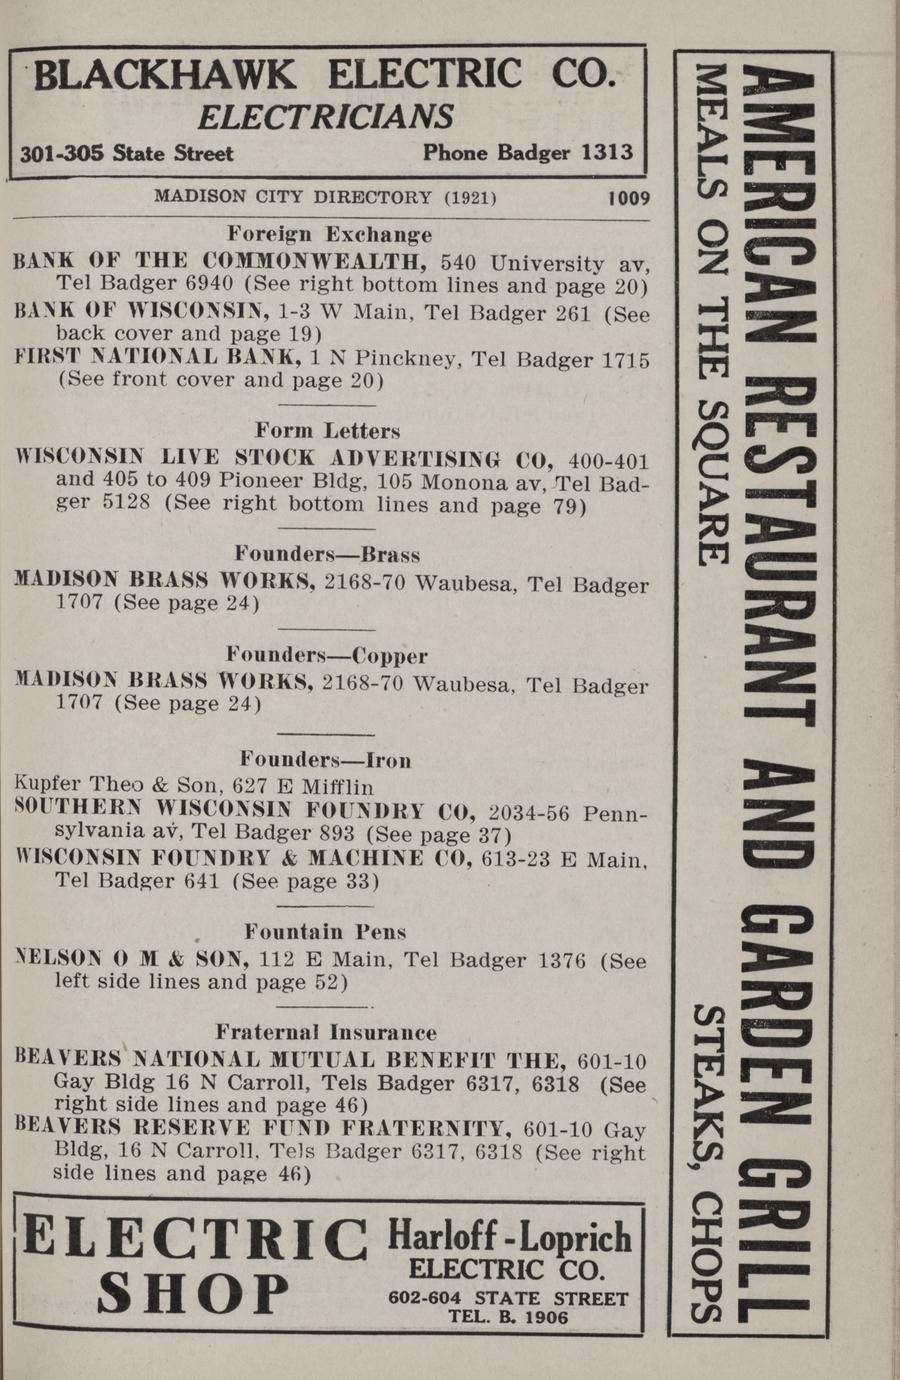 BLACKHAWK ELECTRIC CO.
ELECTRICIANS
301-305 State Street Phone Badger 1313
MADISON CITY DIRECTORY (1921) 1009
Foreign Exchange
BANK OF THE COMMONWEALTH, 540 University av,
Tel Badger 6940 (See right bottom lines and page 20)
BANK OF WISCONSIN, 1-3 W Main, Tel Badger 261 (See
back cover and page 19)
FIRST NATIONAL BANK, 1 N Pinckney, Tel Badger 1715
(See front cover and page 20)
Form Letters
WISCONSIN LIVE STOCK ADVERTISING CO, 400-401
and 405 to 409 Pioneer Bldg, 105 Monona av, Tel Bad-
ger 5128 (See right bottom lines and page 79)
Founders—Brass
MADISON BRASS WORKS, 2168-70 Waubesa, Tel Badger
1707 (See page 24)
Founders—Copper
MADISON BRASS WORKS, 2168-70 Waubesa, Tel Badger
1707 (See page 24)
Founders—Iron
Kupfer Theo & Son, 627 E Mifflin
SOUTHERN WISCONSIN FOUNDRY CO, 2034-56 Penn-
sylvania av, Tel Badger 893 (See page 37)
WISCONSIN FOUNDRY & MACHINE CO, 613-23 E Main,
Tel Badger 641 (See page 33)
Fountain Pens
NELSON O M & SON, 112 E Main, Tel Badger 1376 (See
left side lines and page 52)
Fraternal Insurance
BEAVERS NATIONAL MUTUAL BENEFIT THE, 601-10
Gay Bldg 16 N Carroll, Tels Badger 6317, 6318 (See
right side lines and page 46)
BEAVERS RESERVE FUND FRATERNITY, 601-10 Gay
Bldg, 16 N Carroll, Tels Badger 6317, 6318 (See right
side lines and page 46)
ELECTRIC
SHOP
Harloff-Loprich
ELECTRIC CO.
602-604 STATE STREET
TEL. B. 1906
AMERICAN RESTAURANT AND GARDEN GRILL
MEALS ON THE SQUARE STEAKS, CHOPS